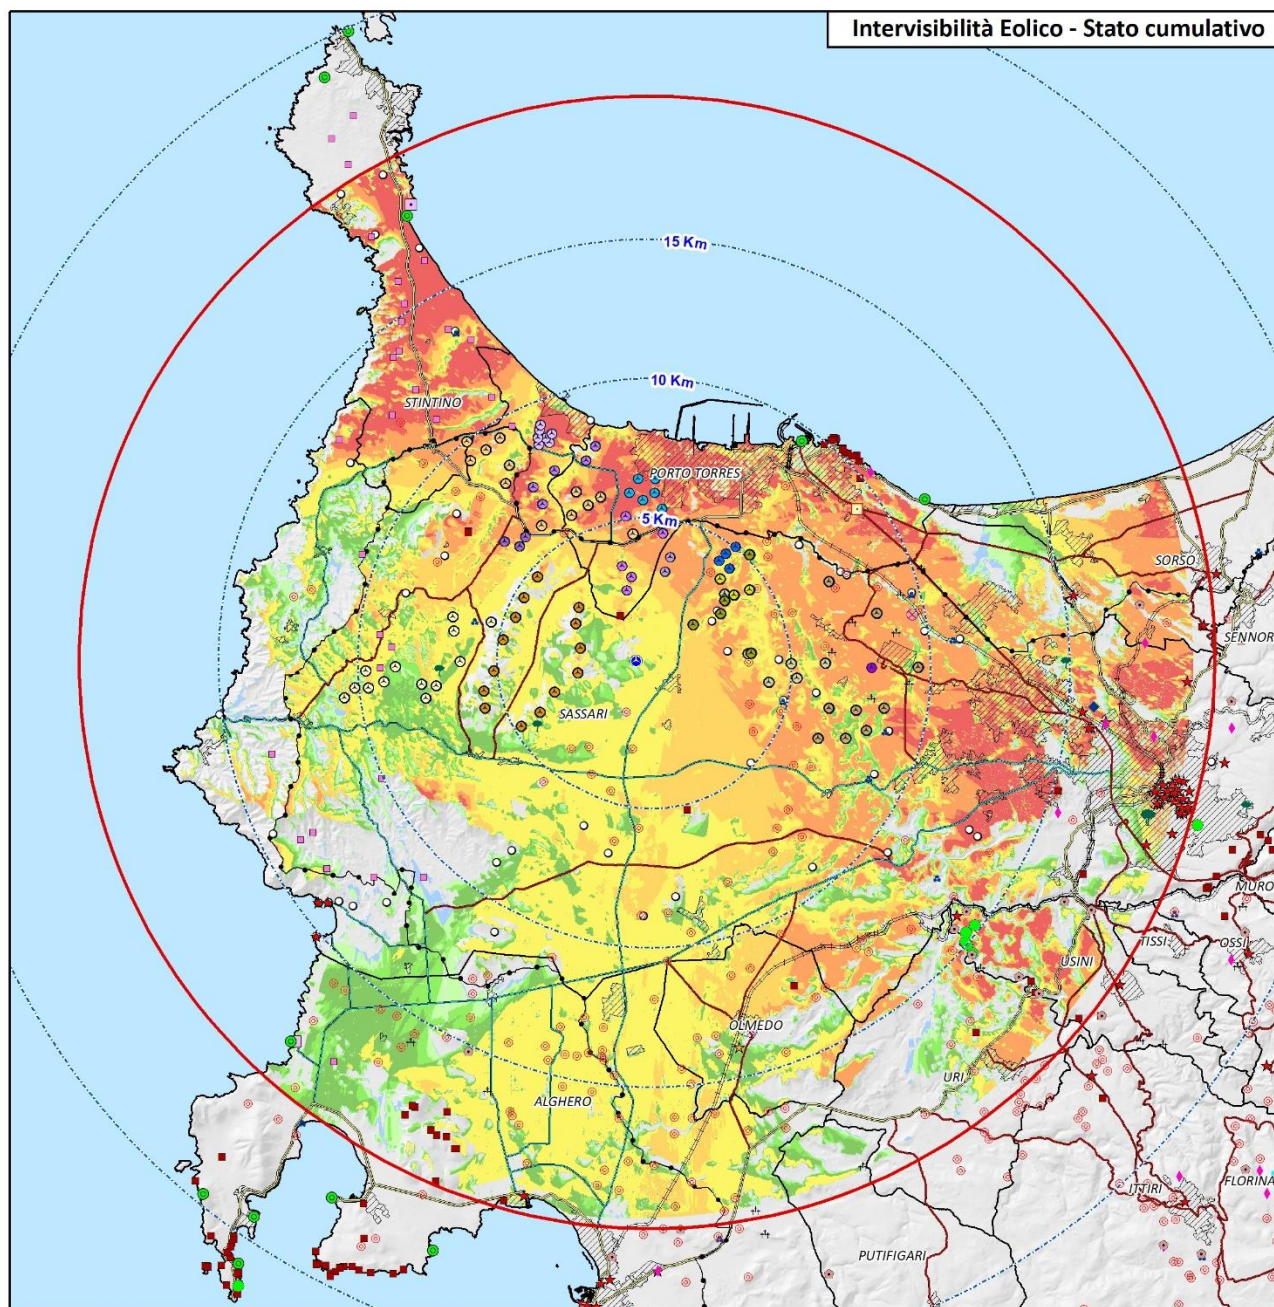 Intervisibilità Eolico - Stato cumulativo
15 Km
10 Km
STINTINO
PORTO TORRES
5 Km
SORSO
SENNOR
SASSARI
MURO
TISSI
OSSI
USINI
OLMEDO
URI
ALGHERO
ITTIRI
FLORINA
PUTIFIGARI